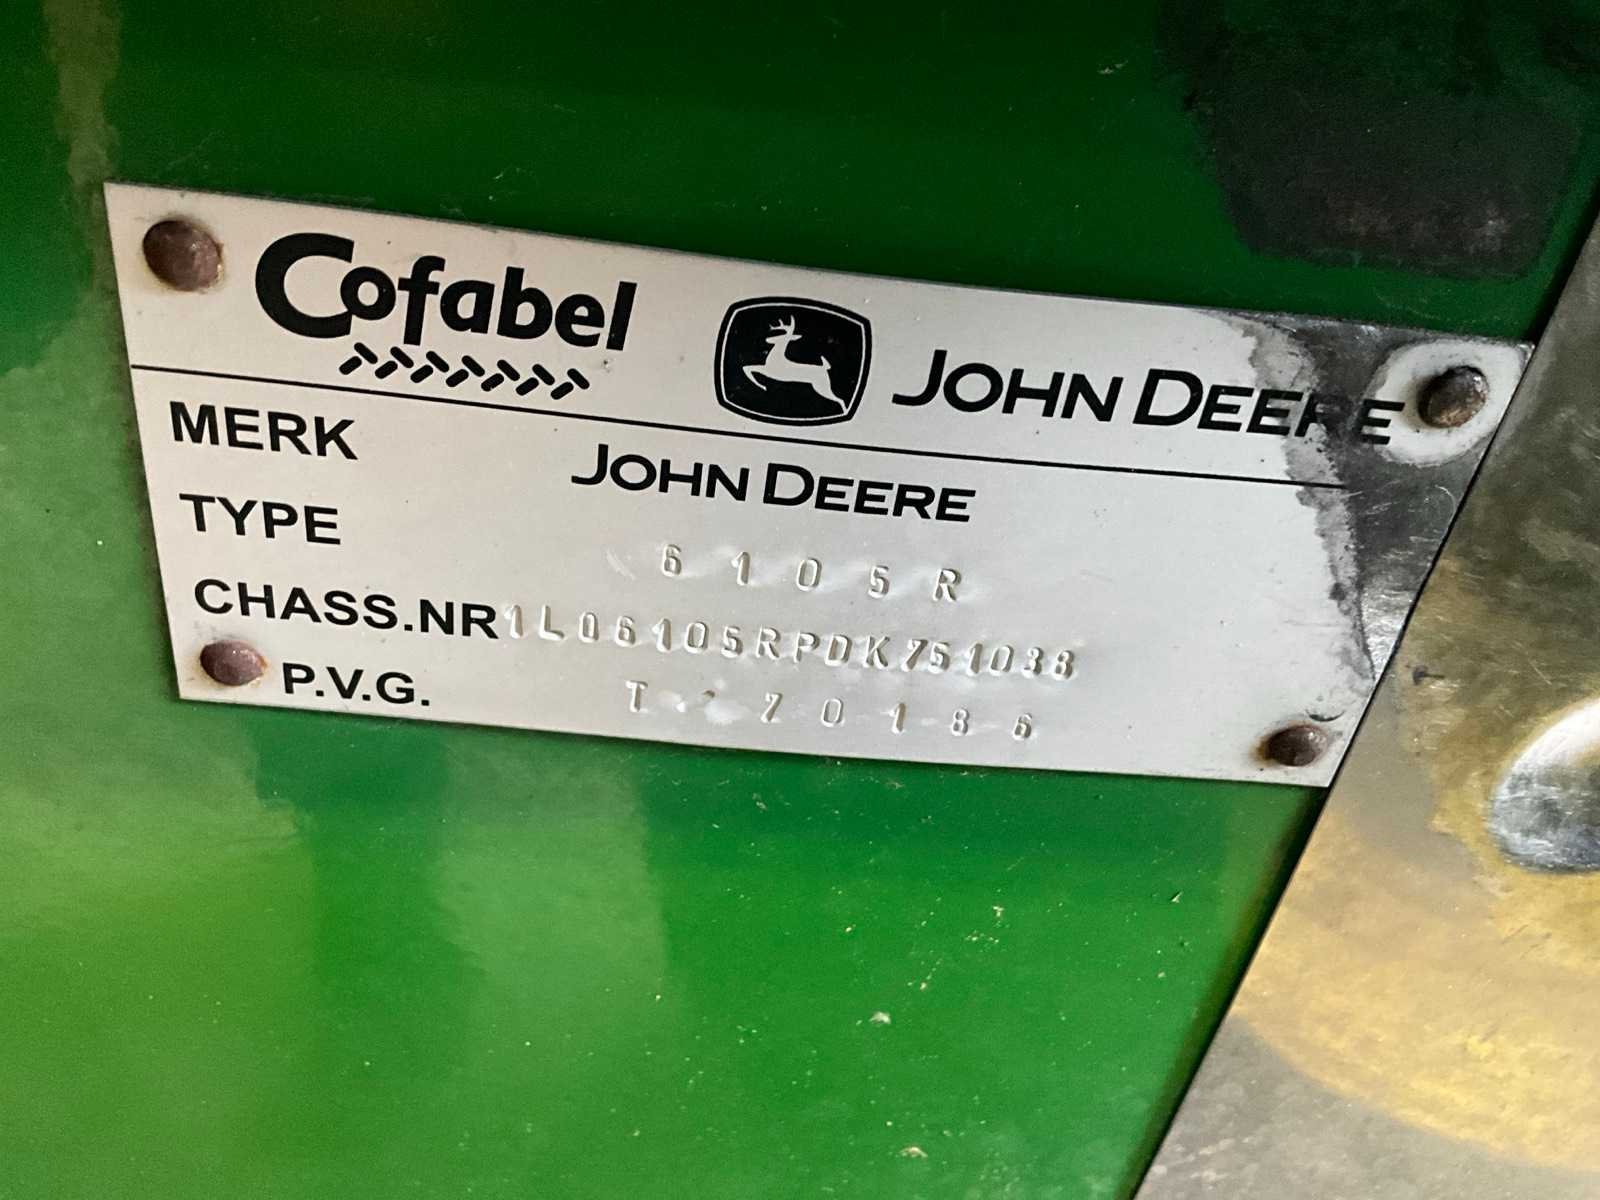 Cofabel JOHN DEERE
MERK JOHN DEERE
TYPE 6105R
CHASS.NR 1L06105RPDK751038
P.V.G.